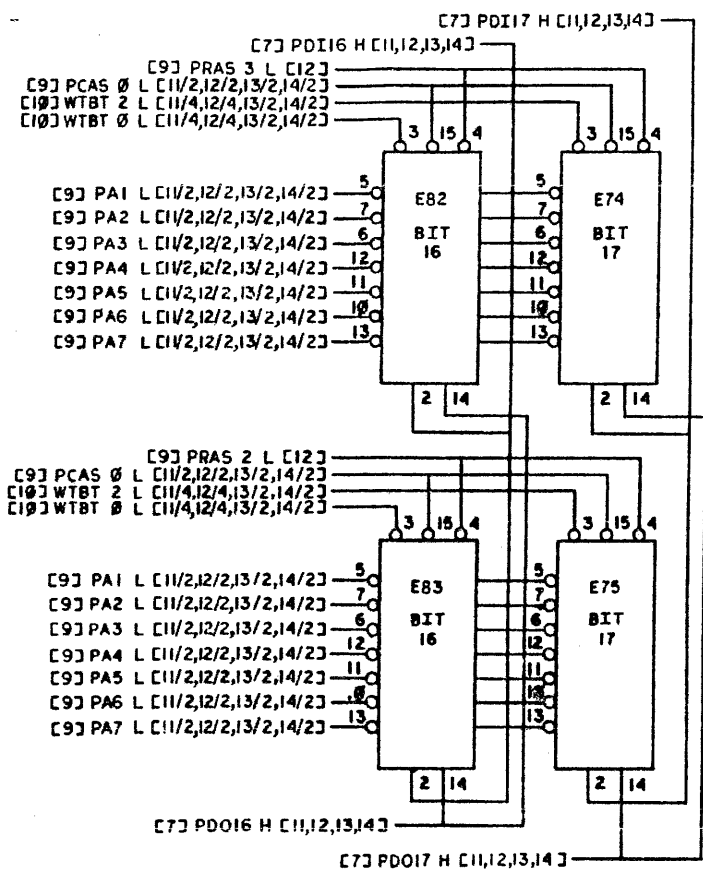 [7] PDI17 H [11,12,13,14]
[7] PDI16 H [11,12,13,14]
[9] PRAS 3 L [12]
[9] PCAS Ø L [11/2,12/2,13/2,14/2]
[10] WTBT 2 L [11/4,12/4,13/2,14/2]
[10] WTBT Ø L [11/4,12/4,13/2,14/2]
3 15 4 3 15 4
[9] PA1 L [11/2,12/2,13/2,14/2] 5 E82 5 E74
[9] PA2 L [11/2,12/2,13/2,14/2] 7 BIT 7 BIT
[9] PA3 L [11/2,12/2,13/2,14/2] 6 16 6 17
[9] PA4 L [11/2,12/2,13/2,14/2] 12 12
[9] PA5 L [11/2,12/2,13/2,14/2] 11 11
[9] PA6 L [11/2,12/2,13/2,14/2] 1Ø 1Ø
[9] PA7 L [11/2,12/2,13/2,14/2] 13 13
2 14 2 14
[9] PRAS 2 L [12]
[9] PCAS Ø L [11/2,12/2,13/2,14/2]
[10] WTBT 2 L [11/4,12/4,13/2,14/2]
[10] WTBT Ø L [11/4,12/4,13/2,14/2]
3 15 4 3 15 4
[9] PA1 L [11/2,12/2,13/2,14/2] 5 E83 5 E75
[9] PA2 L [11/2,12/2,13/2,14/2] 7 BIT 7 BIT
[9] PA3 L [11/2,12/2,13/2,14/2] 6 16 6 17
[9] PA4 L [11/2,12/2,13/2,14/2] 12 12
[9] PA5 L [11/2,12/2,13/2,14/2] 11 11
[9] PA6 L [11/2,12/2,13/2,14/2]
[9] PA7 L [11/2,12/2,13/2,14/2] 13 13
2 14 2 14
[7] PDO16 H [11,12,13,14]
[7] PDO17 H [11,12,13,14]